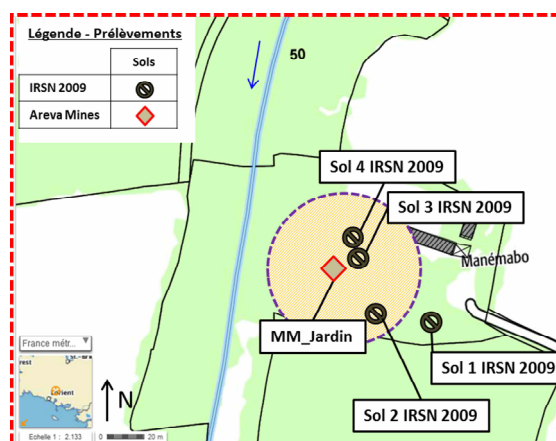 Légende - Prélèvements
Sols
IRSN 2009
Areva Mines
50
Sol 4 IRSN 2009
Sol 3 IRSN 2009
Manémabo
MM_Jardin
Sol 1 IRSN 2009
Sol 2 IRSN 2009
France métr...
Lorient
N
Echelle 1 : 2,133
0 20 m